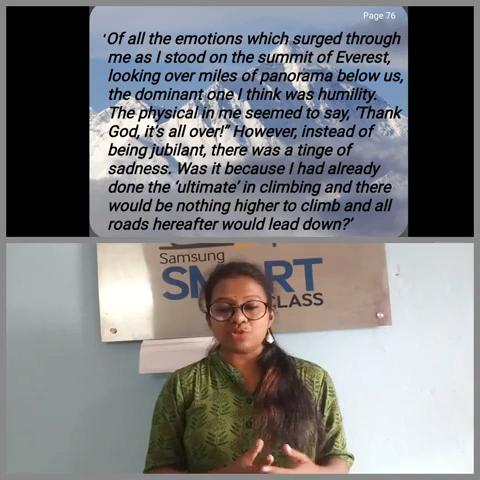 Page 76
‘Of all the emotions which surged through
me as I stood on the summit of Everest,
looking over miles of panorama below us,
the dominant one I think was humility.
The physical in me seemed to say, ‘Thank
God, it’s all over!” However, instead of
being jubilant, there was a tinge of
sadness. Was it because I had already
done the ‘ultimate’ in climbing and there
would be nothing higher to climb and all
roads hereafter would lead down?’
Samsung
SMART
CLASS